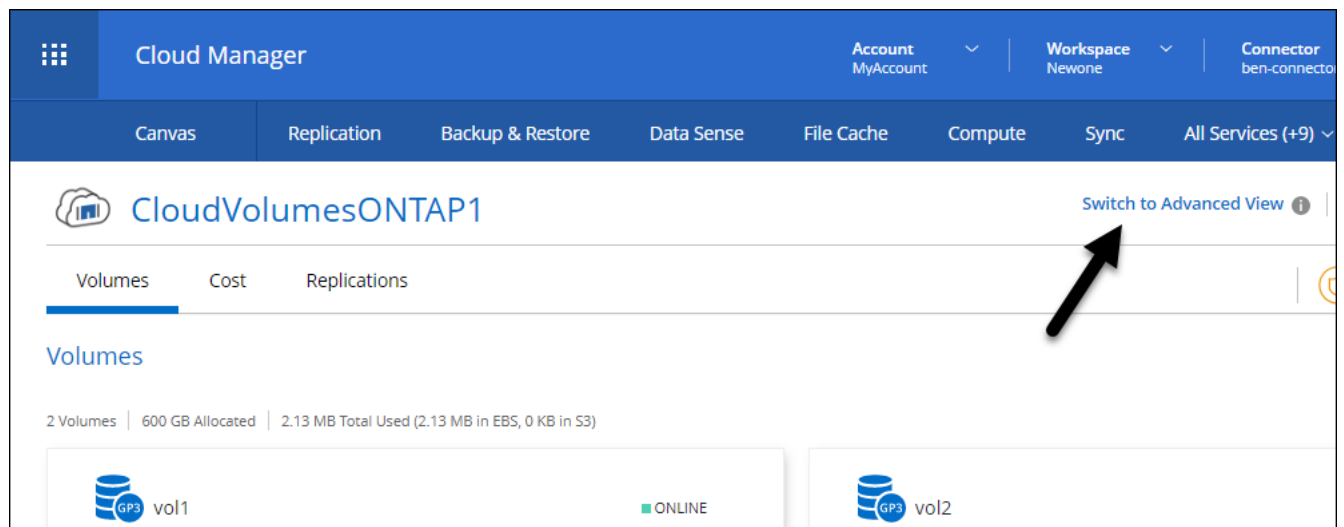 Cloud Manager
Account
MyAccount
Workspace
Newone
Connector
Canvas
Replication
Backup & Restore
Data Sense
File Cache
Compute
Sync
All Services (+9)
CloudVolumesONTAP1
Switch to Advanced View
Volumes
Cost
Replications
Volumes
2 Volumes
600 GB Allocated
2.13 MB Total Used (2.13 MB in EBS, 0 KB in S3)
GP3
vol1
ONLINE
GP3
vol2